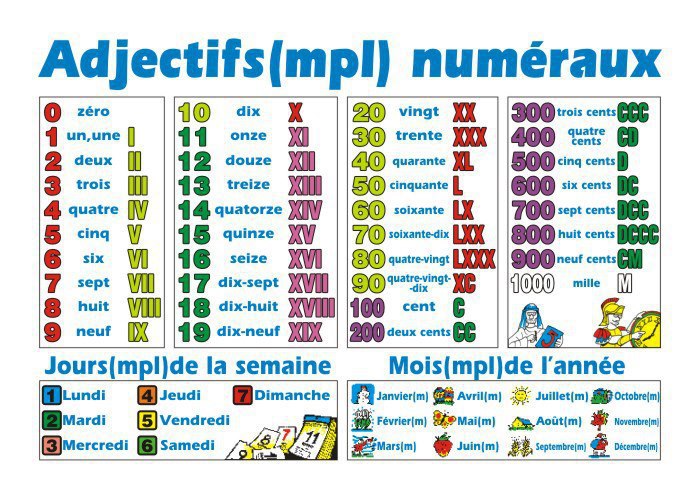 Adjectifs(mpl) numéraux
0 zéro
1 un,une I
2 deux II
3 trois III
4 quatre IV
5 cinq V
6 six VI
7 sept VII
8 huit VIII
9 neuf IX
10 dix X
11 onze XI
12 douze XII
13 treize XIII
14 quatorze XIV
15 quinze XV
16 seize XVI
17 dix-sept XVII
18 dix-huit XVIII
19 dix-neuf XIX
20 vingt XX
30 trente XXX
40 quarante XL
50 cinquante L
60 soixante LX
70 soixante-dix LXX
80 quatre-vingt LXXX
90 quatre-vingt-
-dix XC
100 cent C
200 deux cents CC
300 trois cents CCC
400 quatre
cents CD
500 cinq cents D
600 six cents DC
700 sept cents DCC
800 huit cents DCCC
900 neuf cents CM
1000 mille M
Jours(mpl)de la semaine
1 Lundi
2 Mardi
3 Mercredi
4 Jeudi
5 Vendredi
6 Samedi
7 Dimanche
Mois(mpl)de l'année
Janvier(m)
Février(m)
Mars(m)
Avril(m)
Mai(m)
Juin(m)
Juillet(m)
Août(m)
Septembre(m)
Octobre(m)
Novembre(m)
Décembre(m)